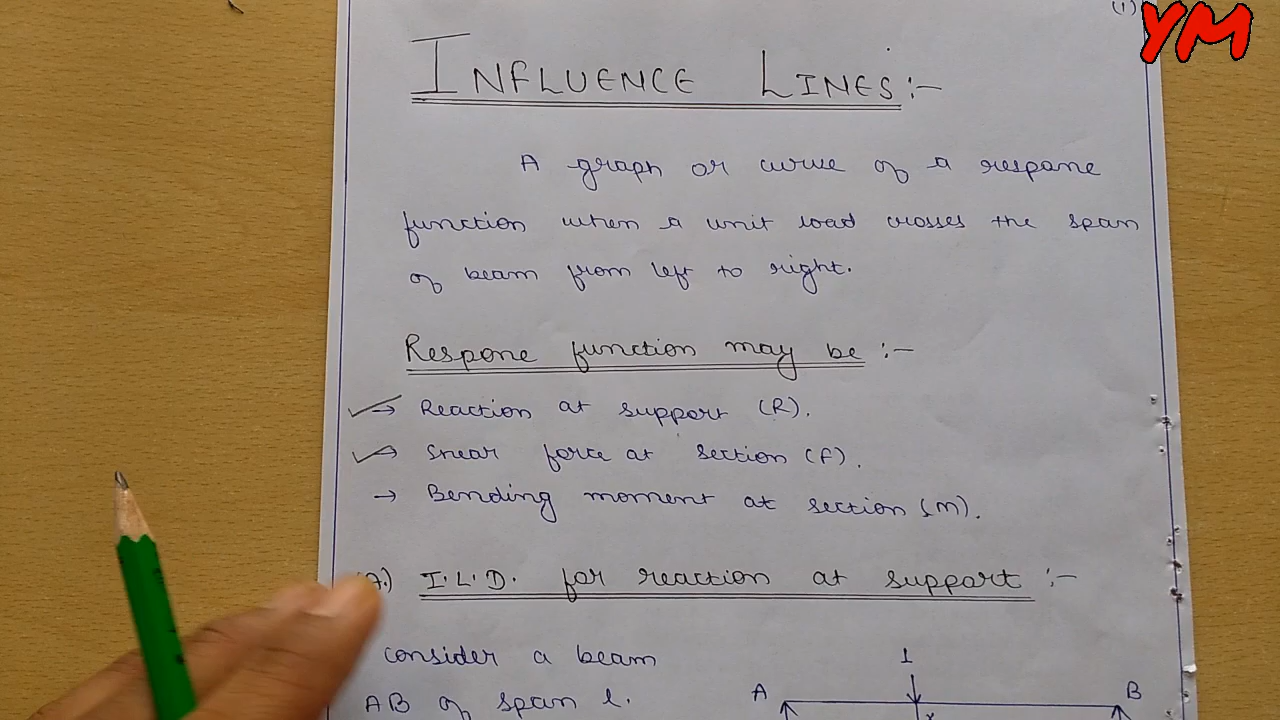 (1)
YM
INFLUENCE LINES:-
A graph or curve of a respone
function when a unit load crosses the span
of beam from left to right.
Respone function may be :-
→ Reaction at support (R).
→ Shear force at section (F).
→ Bending moment at section (M).
(A.) I.L.D. for reaction at support :-
consider a beam
AB of span l.
1
A B
x